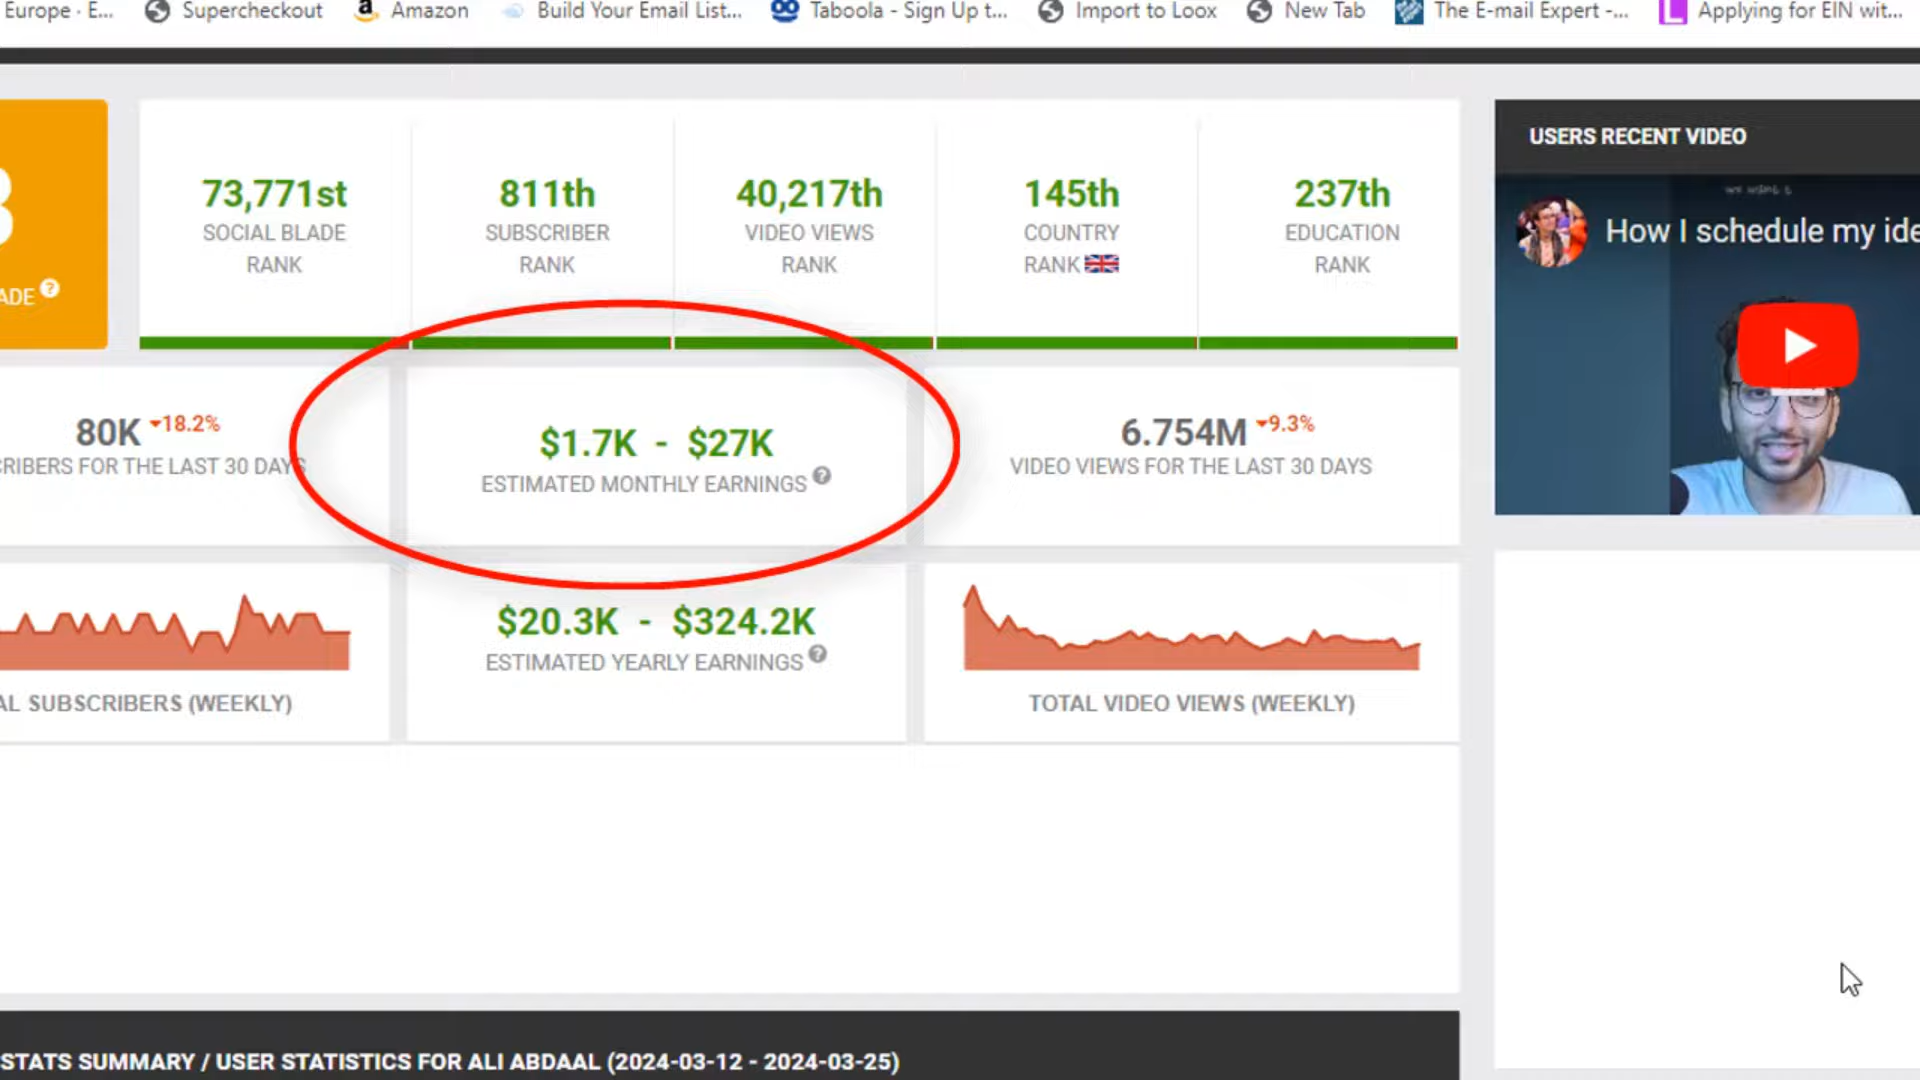 Europe · E...
Supercheckout
Amazon
Build Your Email List...
Taboola - Sign Up t...
Import to Loox
New Tab
The E-mail Expert -...
Applying for EIN wit...
ADE
73,771st
SOCIAL BLADE
RANK
811th
SUBSCRIBER
RANK
40,217th
VIDEO VIEWS
RANK
145th
COUNTRY
RANK
237th
EDUCATION
RANK
80K 18.2%
CRIBERS FOR THE LAST 30 DAYS
$1.7K - $27K
ESTIMATED MONTHLY EARNINGS
6.754M 9.3%
VIDEO VIEWS FOR THE LAST 30 DAYS
AL SUBSCRIBERS (WEEKLY)
$20.3K - $324.2K
ESTIMATED YEARLY EARNINGS
TOTAL VIDEO VIEWS (WEEKLY)
USERS RECENT VIDEO
How I schedule my ide
STATS SUMMARY / USER STATISTICS FOR ALI ABDAAL (2024-03-12 - 2024-03-25)